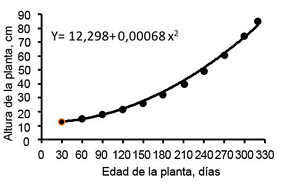 Altura de la planta, cm
90
80
70
60
50
40
30
20
10
0
Y= 12,298+0,00068 x²
0 30 60 90 120 150 180 210 240 270 300 330
Edad de la planta, días